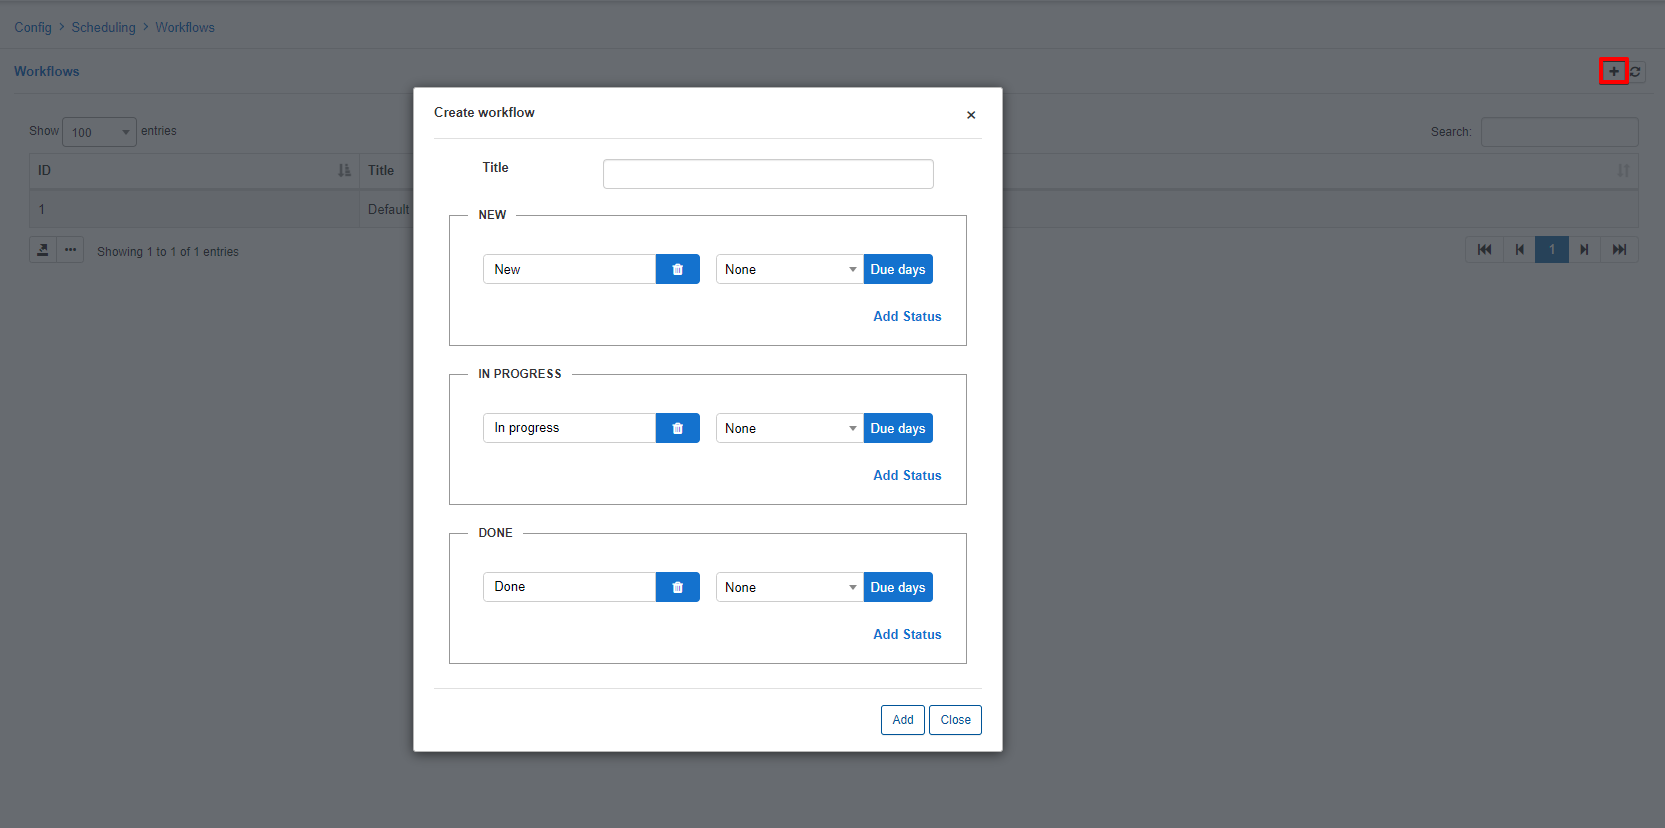 Config > Scheduling > Workflows
Workflows
Show 100 entries
Search:
ID Title
1 Default
Showing 1 to 1 of 1 entries
1
Create workflow
Title
NEW
New None Due days
Add Status
IN PROGRESS
In progress None Due days
Add Status
DONE
Done None Due days
Add Status
Add Close